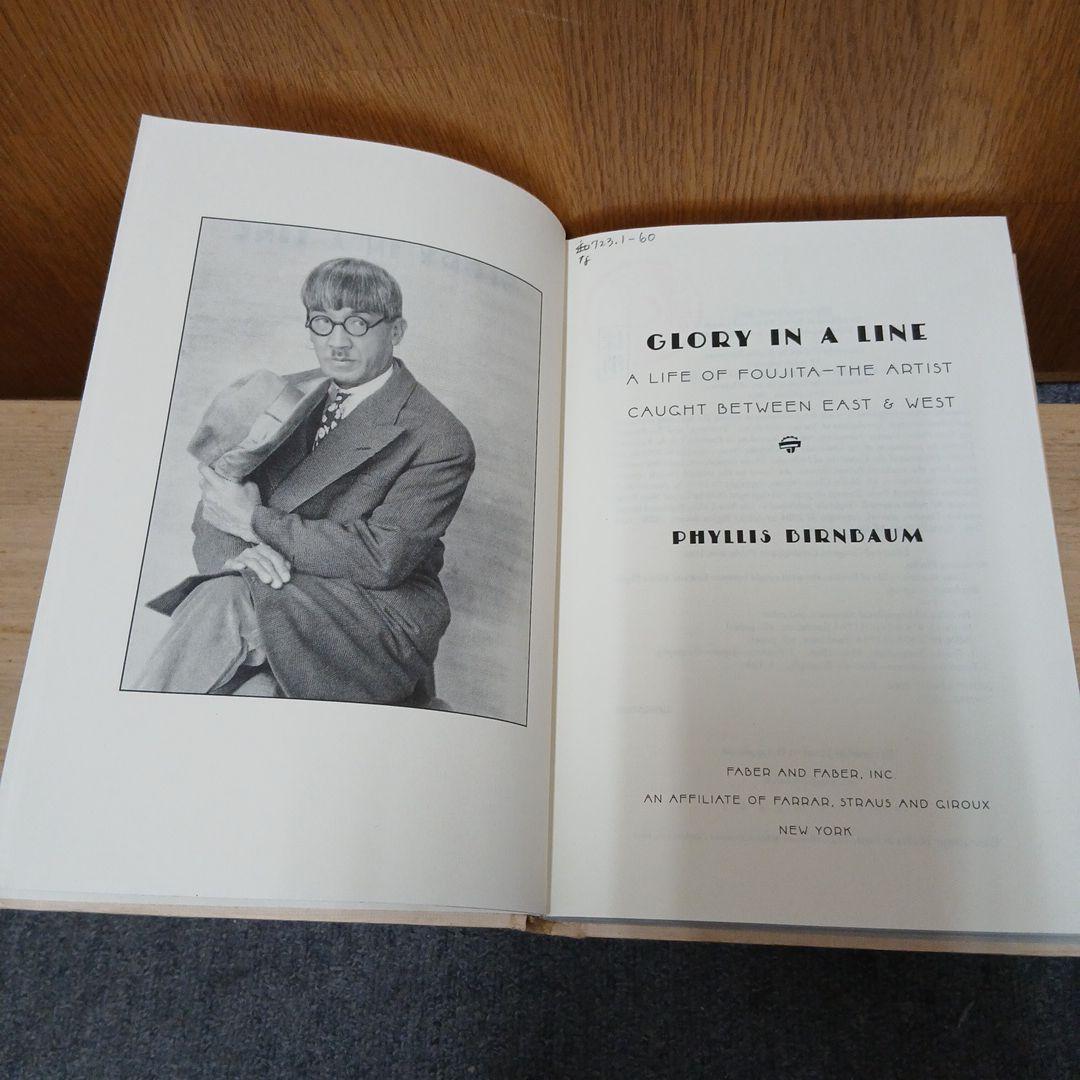 723.1-60
GLORY IN A LINE
A LIFE OF FOUJITA—THE ARTIST
CAUGHT BETWEEN EAST & WEST
PHYLLIS BIRNBAUM
FABER AND FABER, INC.
AN AFFILIATE OF FARRAR, STRAUS AND GIROUX
NEW YORK